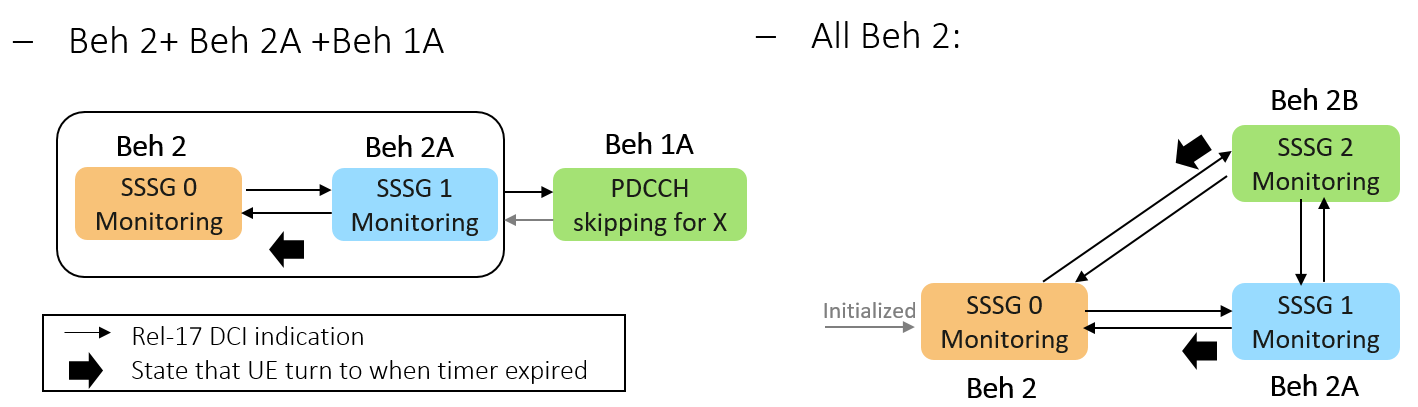 – Beh 2+ Beh 2A +Beh 1A
Beh 2
Beh 2A
Beh 1A
SSSG 0
Monitoring
SSSG 1
Monitoring
PDCCH
skipping for X
Rel-17 DCI indication
State that UE turn to when timer expired
– All Beh 2:
Beh 2B
SSSG 2
Monitoring
Initialized
SSSG 0
Monitoring
SSSG 1
Monitoring
Beh 2
Beh 2A